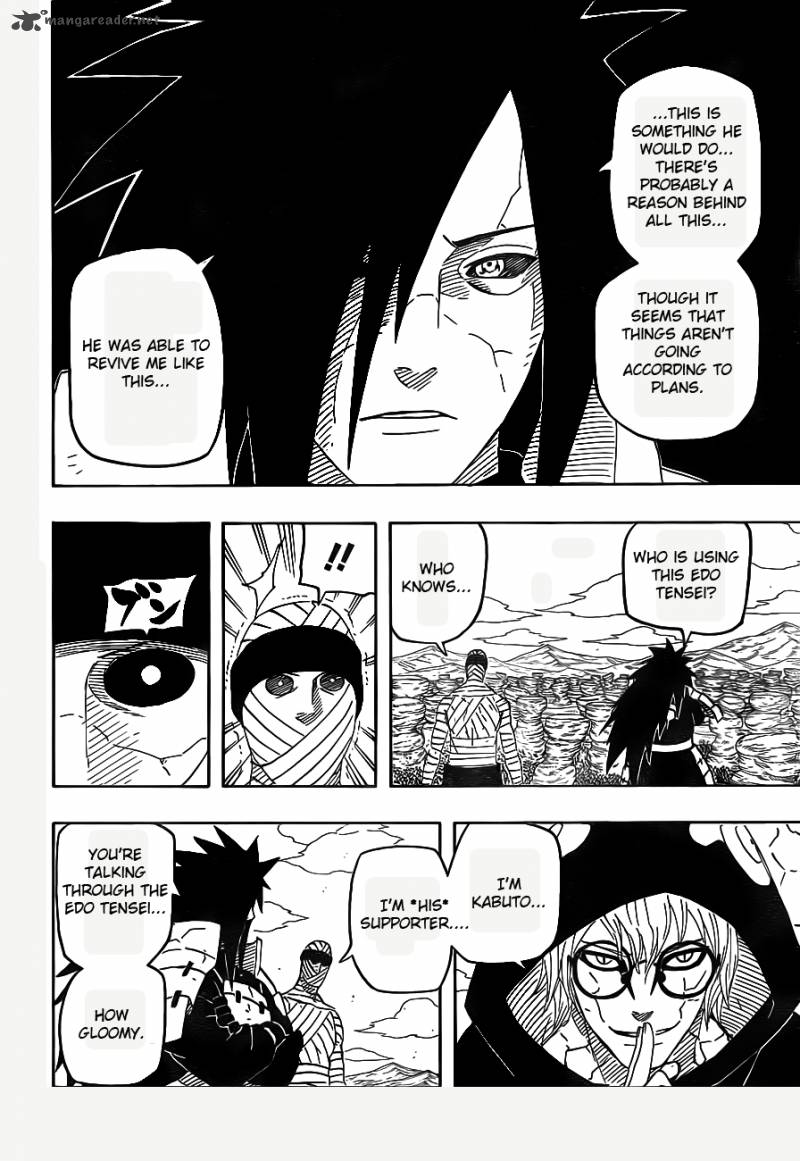 mangareader.net
...THIS IS
SOMETHING HE
WOULD DO...
THERE'S
PROBABLY A
REASON BEHIND
ALL THIS...
THOUGH IT
SEEMS THAT
THINGS AREN'T
GOING
ACCORDING TO
PLANS.
HE WAS ABLE TO
REVIVE ME LIKE
THIS...
WHO IS USING
THIS EDO
TENSEI?
WHO
KNOWS...
!!
ブン
I'M
KABUTO...
I'M *HIS*
SUPPORTER....
YOU'RE
TALKING
THROUGH THE
EDO TENSEI...
HOW
GLOOMY.